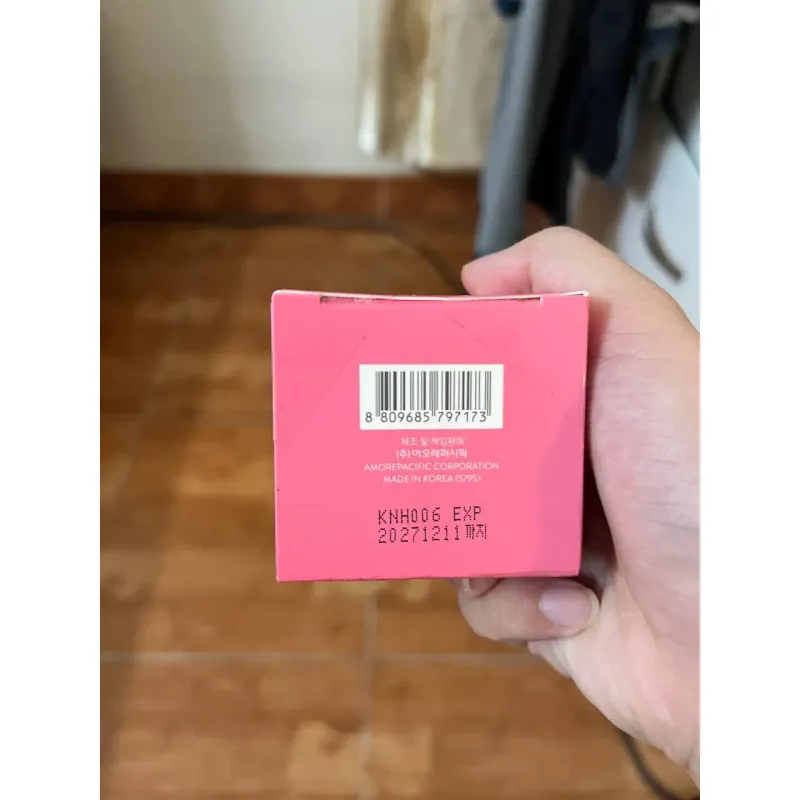 8 809685 797173
제조 및 책임판매
(주) 아모레퍼시픽
AMOREPACIFIC CORPORATION
MADE IN KOREA (5795)
KNH006 EXP
20271211까지